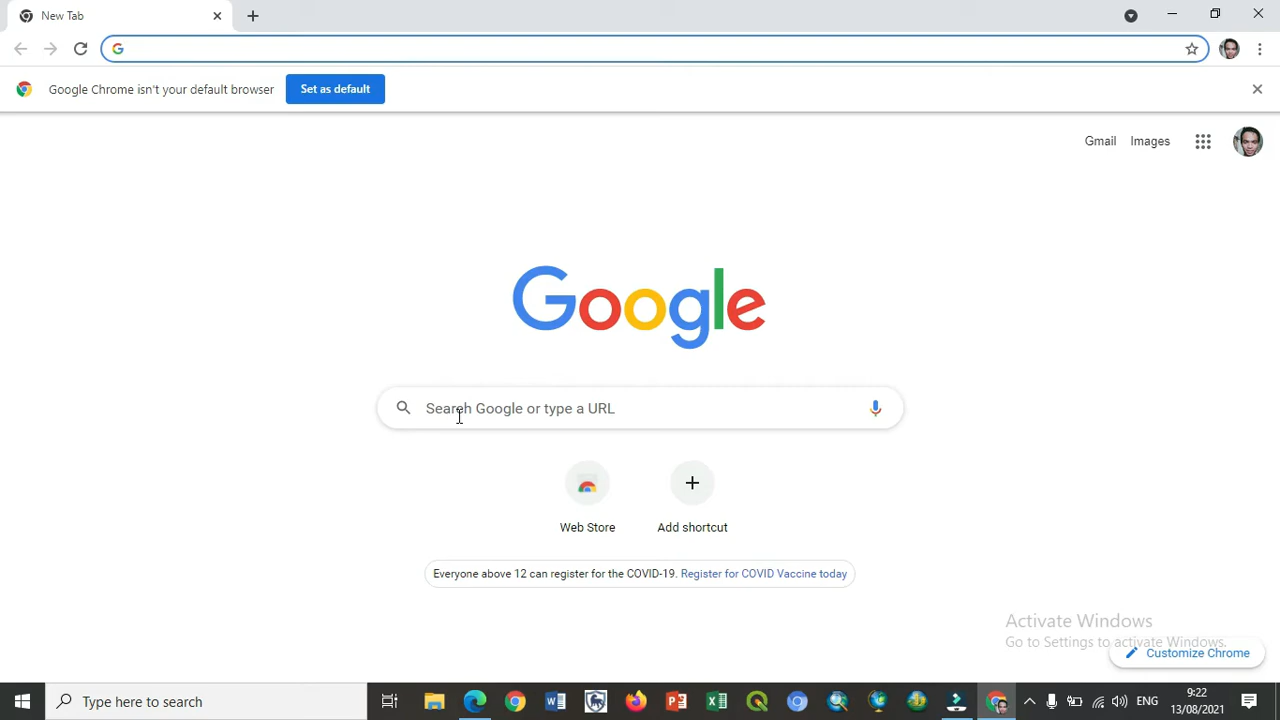 New Tab
Google Chrome isn't your default browser
Set as default
Gmail
Images
Google
Search Google or type a URL
Web Store
Add shortcut
Everyone above 12 can register for the COVID-19. Register for COVID Vaccine today
Activate Windows
Go to Settings to activate Windows.
Customize Chrome
Type here to search
ENG
9:22
13/08/2021